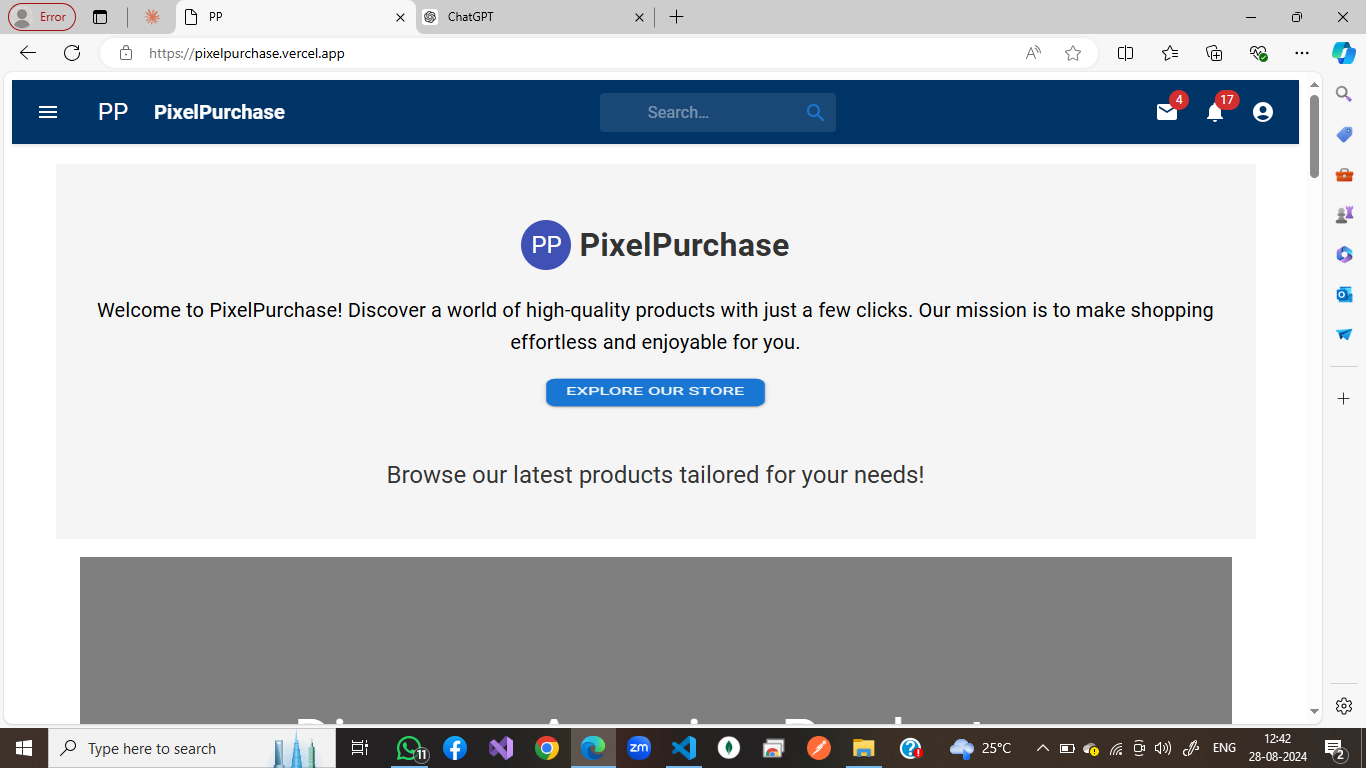 Error
PP
ChatGPT
https://pixelpurchase.vercel.app
PP
PixelPurchase
Search...
4
17
PP PixelPurchase
Welcome to PixelPurchase! Discover a world of high-quality products with just a few clicks. Our mission is to make shopping
effortless and enjoyable for you.
EXPLORE OUR STORE
Browse our latest products tailored for your needs!
Type here to search
11
zm
25°C
ENG
12:42
28-08-2024
2